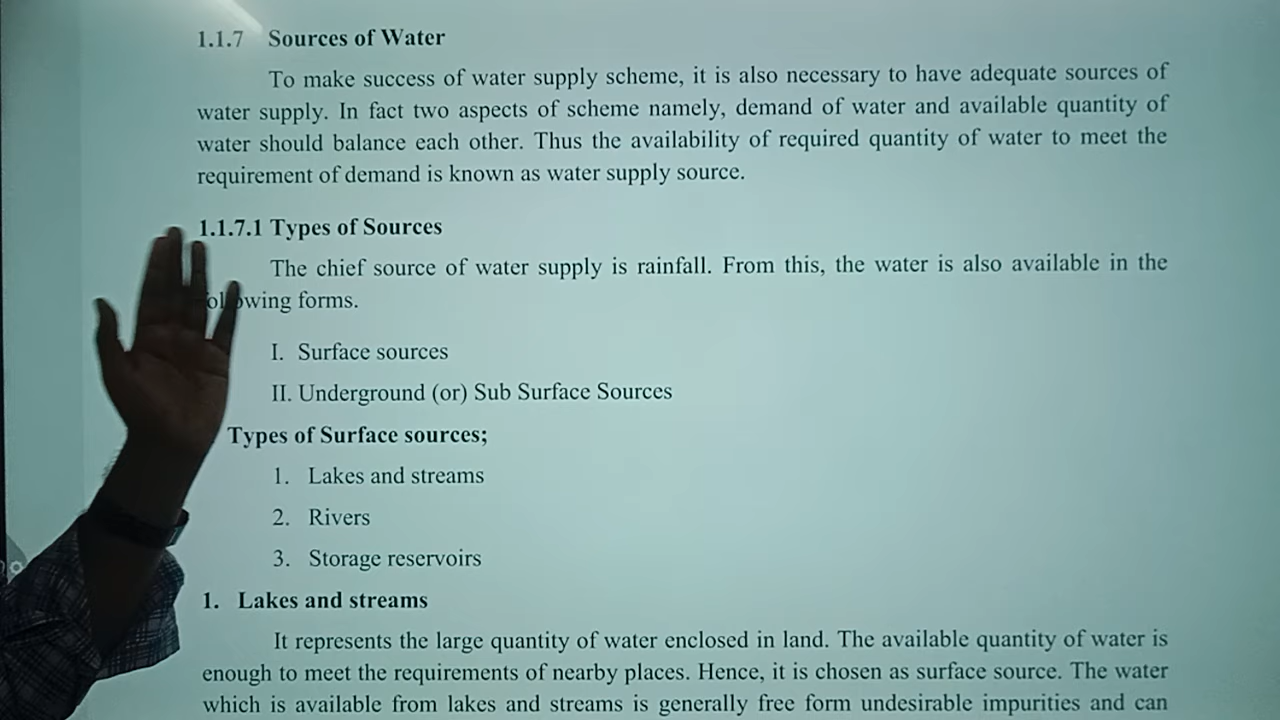 1.1.7 Sources of Water
To make success of water supply scheme, it is also necessary to have adequate sources of
water supply. In fact two aspects of scheme namely, demand of water and available quantity of
water should balance each other. Thus the availability of required quantity of water to meet the
requirement of demand is known as water supply source.
1.1.7.1 Types of Sources
The chief source of water supply is rainfall. From this, the water is also available in the
following forms.
I. Surface sources
II. Underground (or) Sub Surface Sources
Types of Surface sources;
1. Lakes and streams
2. Rivers
3. Storage reservoirs
1. Lakes and streams
It represents the large quantity of water enclosed in land. The available quantity of water is
enough to meet the requirements of nearby places. Hence, it is chosen as surface source. The water
which is available from lakes and streams is generally free form undesirable impurities and can